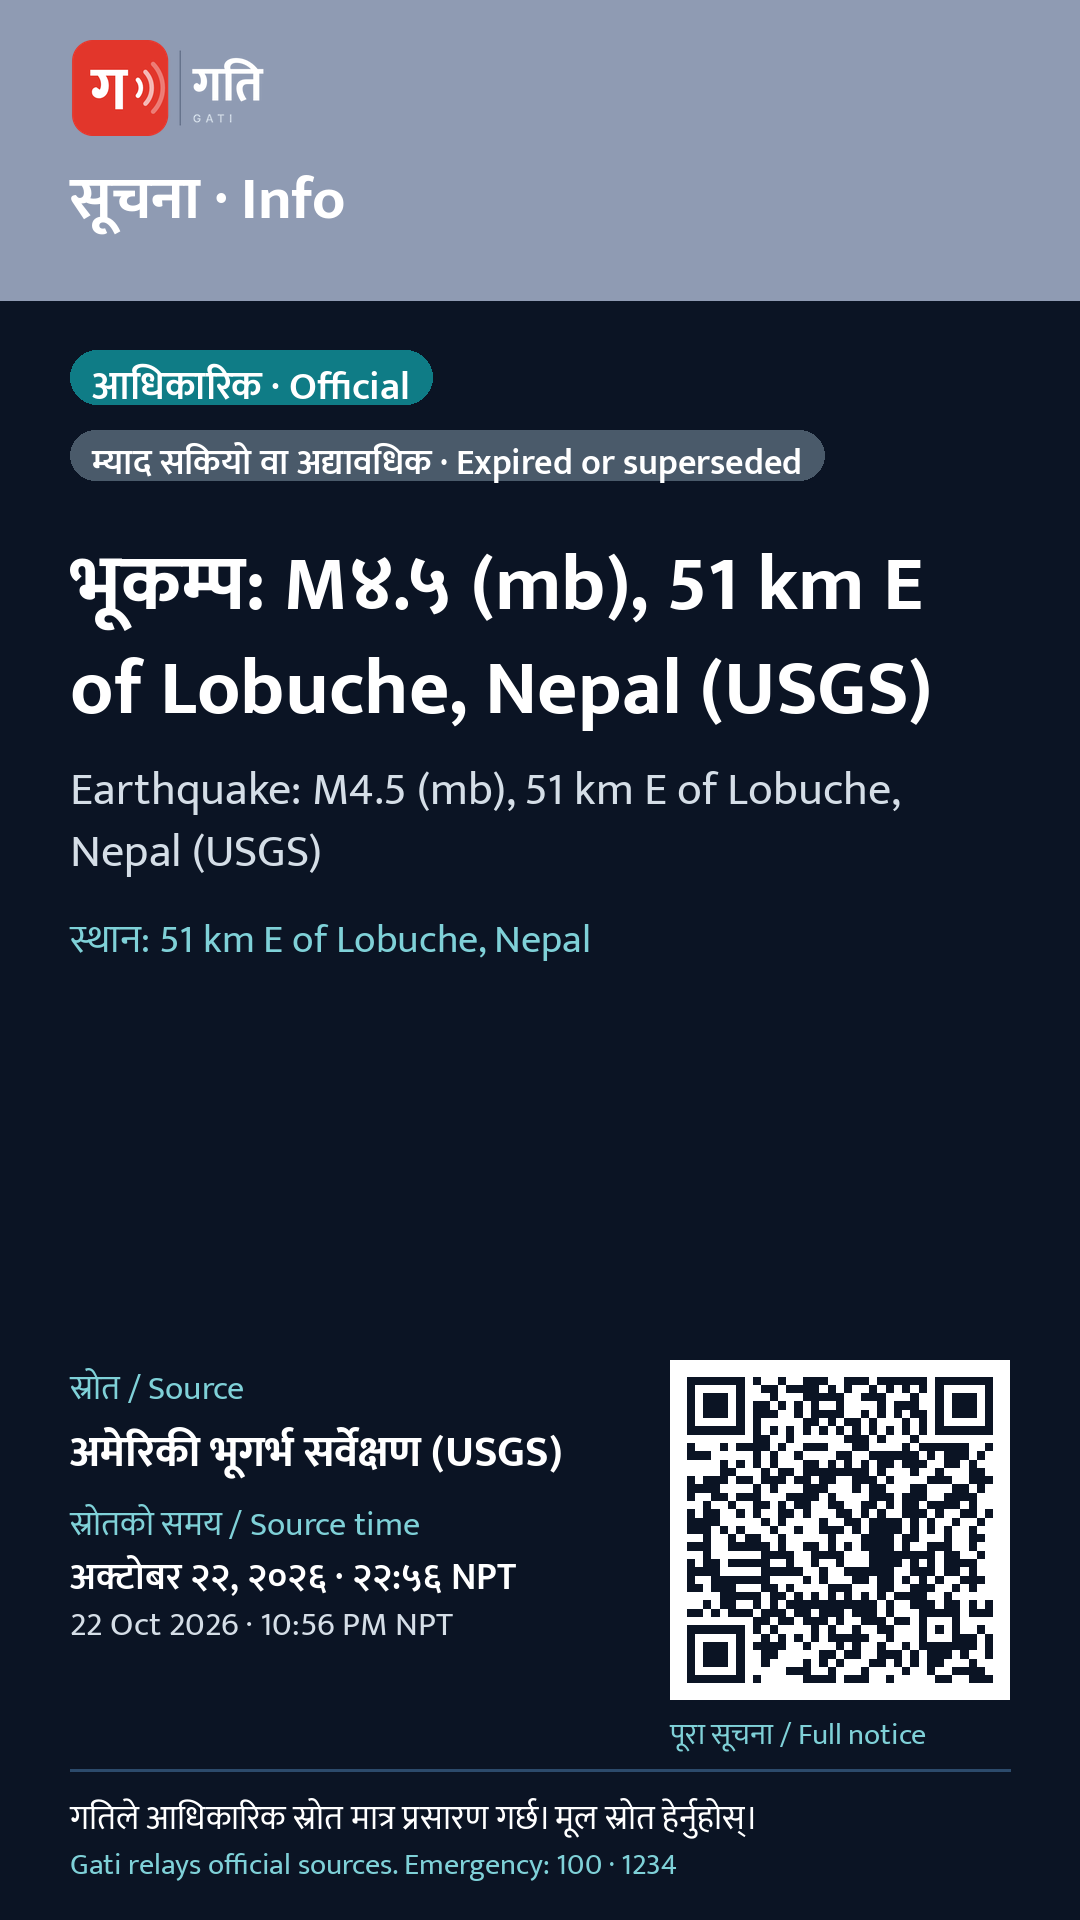 ग
गति
GATI
सूचना · Info
आधिकारिक · Official
म्याद सकियो वा अद्यावधिक · Expired or superseded
भूकम्प: M४.५ (mb), 51 km E
of Lobuche, Nepal (USGS)
Earthquake: M4.5 (mb), 51 km E of Lobuche,
Nepal (USGS)
स्थान: 51 km E of Lobuche, Nepal
स्रोत / Source
अमेरिकी भूगर्भ सर्वेक्षण (USGS)
स्रोतको समय / Source time
अक्टोबर २२, २०२६ · २२:५६ NPT
22 Oct 2026 · 10:56 PM NPT
पूरा सूचना / Full notice
गतिले आधिकारिक स्रोत मात्र प्रसारण गर्छ। मूल स्रोत हेर्नुहोस्।
Gati relays official sources. Emergency: 100 · 1234